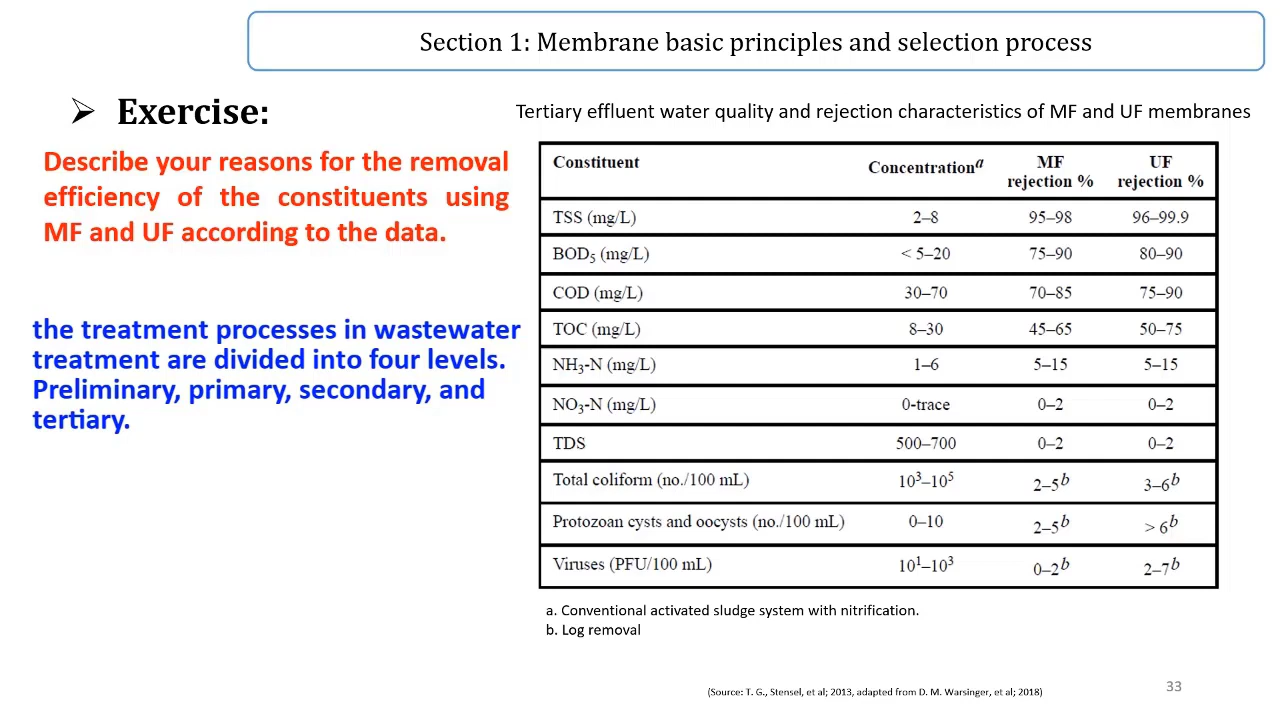 Section 1: Membrane basic principles and selection process
➢ Exercise:
Describe your reasons for the removal
efficiency of the constituents using
MF and UF according to the data.
the treatment processes in wastewater
treatment are divided into four levels.
Preliminary, primary, secondary, and
tertiary.
Tertiary effluent water quality and rejection characteristics of MF and UF membranes
Constituent Concentrationᵃ MF rejection % UF rejection %
TSS (mg/L) 2–8 95–98 96–99.9
BOD₅ (mg/L) < 5–20 75–90 80–90
COD (mg/L) 30–70 70–85 75–90
TOC (mg/L) 8–30 45–65 50–75
NH₃-N (mg/L) 1–6 5–15 5–15
NO₃-N (mg/L) 0-trace 0–2 0–2
TDS 500–700 0–2 0–2
Total coliform (no./100 mL) 10³–10⁵ 2–5ᵇ 3–6ᵇ
Protozoan cysts and oocysts (no./100 mL) 0–10 2–5ᵇ > 6ᵇ
Viruses (PFU/100 mL) 10¹–10³ 0–2ᵇ 2–7ᵇ
a. Conventional activated sludge system with nitrification.
b. Log removal
(Source: T. G., Stensel, et al; 2013, adapted from D. M. Warsinger, et al; 2018)
33